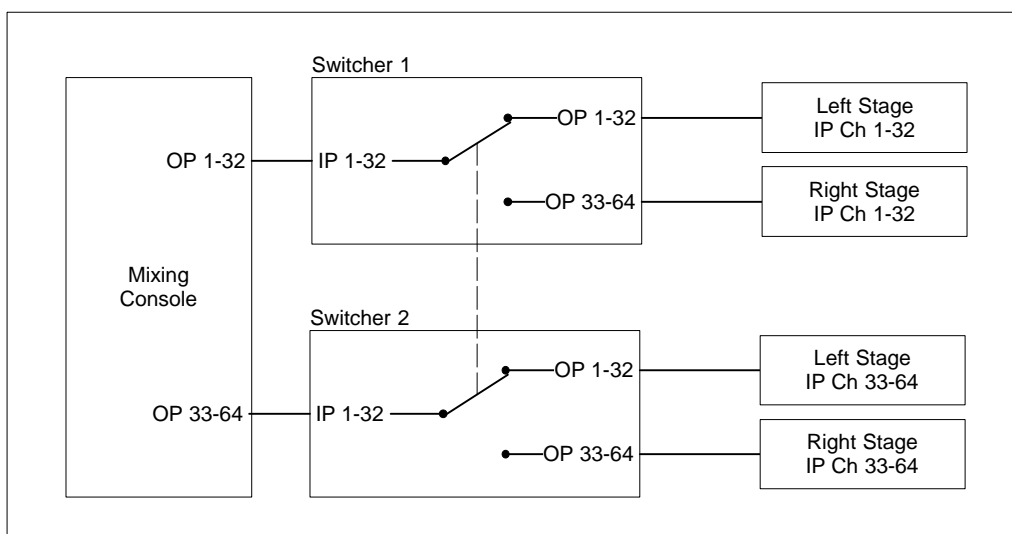 Switcher 1
OP 1-32
Left Stage
IP Ch 1-32
OP 1-32
IP 1-32
OP 33-64
Right Stage
IP Ch 1-32
Mixing
Console
Switcher 2
OP 1-32
Left Stage
IP Ch 33-64
OP 33-64
IP 1-32
OP 33-64
Right Stage
IP Ch 33-64